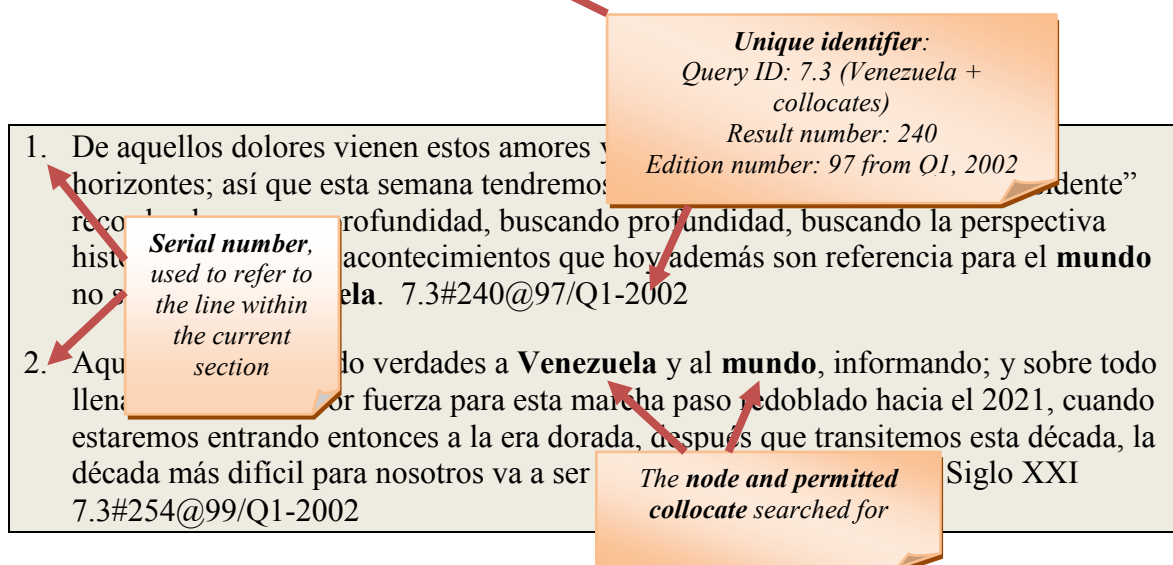 Unique identifier:
Query ID: 7.3 (Venezuela +
collocates)
Result number: 240
Edition number: 97 from Q1, 2002
1. De aquellos dolores vienen estos amores y
horizontes; así que esta semana tendremos dente”
reco rofundidad, buscando profundidad, buscando la perspectiva
hist acontecimientos que hoy además son referencia para el mundo
no s ela. 7.3#240@97/Q1-2002
Serial number,
used to refer to
the line within
the current
section
2. Aqu do verdades a Venezuela y al mundo, informando; y sobre todo
llena or fuerza para esta marcha paso redoblado hacia el 2021, cuando
estaremos entrando entonces a la era dorada, después que transitemos esta década, la
década más difícil para nosotros va a ser Siglo XXI
7.3#254@99/Q1-2002
The node and permitted
collocate searched for